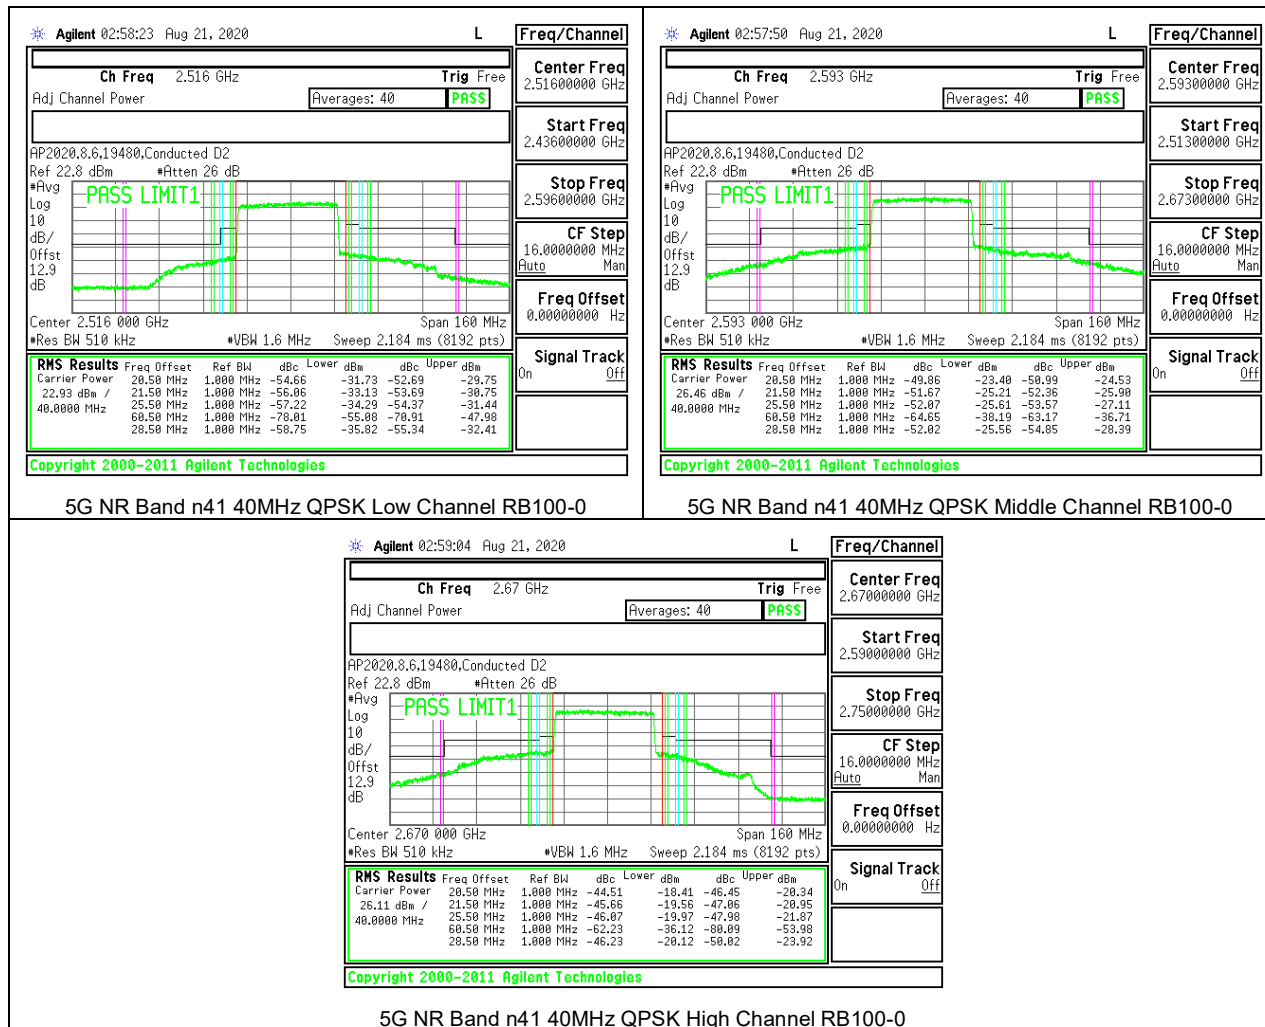 Agilent 02:58:23 Aug 21, 2020 L
Freq/Channel
Ch Freq 2.516 GHz Trig Free
Adj Channel Power Averages: 40 PASS
AP2020.8.6,19480,Conducted D2
Ref 22.8 dBm #Atten 26 dB
#Avg
Log
10
dB/
Offst
12.9
dB
PASS LIMIT1
Center 2.516 000 GHz Span 160 MHz
#Res BW 510 kHz #VBW 1.6 MHz Sweep 2.184 ms (8192 pts)
RMS Results Freq Offset Ref BW dBc Lower dBm dBc Upper dBm
Carrier Power 20.50 MHz 1.000 MHz -54.66 -31.73 -52.69 -29.75
22.93 dBm / 21.50 MHz 1.000 MHz -56.06 -33.13 -53.69 -30.75
40.0000 MHz 25.50 MHz 1.000 MHz -57.22 -34.29 -54.37 -31.44
60.50 MHz 1.000 MHz -78.01 -55.08 -70.91 -47.98
28.50 MHz 1.000 MHz -58.75 -35.82 -55.34 -32.41
Copyright 2000-2011 Agilent Technologies
Center Freq
2.51600000 GHz
Start Freq
2.43600000 GHz
Stop Freq
2.59600000 GHz
CF Step
16.0000000 MHz
Auto Man
Freq Offset
0.00000000 Hz
Signal Track
On Off
5G NR Band n41 40MHz QPSK Low Channel RB100-0
Agilent 02:57:50 Aug 21, 2020 L
Freq/Channel
Ch Freq 2.593 GHz Trig Free
Adj Channel Power Averages: 40 PASS
AP2020.8.6,19480,Conducted D2
Ref 22.8 dBm #Atten 26 dB
#Avg
Log
10
dB/
Offst
12.9
dB
PASS LIMIT1
Center 2.593 000 GHz Span 160 MHz
#Res BW 510 kHz #VBW 1.6 MHz Sweep 2.184 ms (8192 pts)
RMS Results Freq Offset Ref BW dBc Lower dBm dBc Upper dBm
Carrier Power 20.50 MHz 1.000 MHz -49.86 -23.40 -50.99 -24.53
26.46 dBm / 21.50 MHz 1.000 MHz -51.67 -25.21 -52.36 -25.90
40.0000 MHz 25.50 MHz 1.000 MHz -52.07 -25.61 -53.57 -27.11
60.50 MHz 1.000 MHz -64.65 -38.19 -63.17 -36.71
28.50 MHz 1.000 MHz -52.02 -25.56 -54.85 -28.39
Copyright 2000-2011 Agilent Technologies
Center Freq
2.59300000 GHz
Start Freq
2.51300000 GHz
Stop Freq
2.67300000 GHz
CF Step
16.0000000 MHz
Auto Man
Freq Offset
0.00000000 Hz
Signal Track
On Off
5G NR Band n41 40MHz QPSK Middle Channel RB100-0
Agilent 02:59:04 Aug 21, 2020 L
Freq/Channel
Ch Freq 2.67 GHz Trig Free
Adj Channel Power Averages: 40 PASS
AP2020.8.6,19480,Conducted D2
Ref 22.8 dBm #Atten 26 dB
#Avg
Log
10
dB/
Offst
12.9
dB
PASS LIMIT1
Center 2.670 000 GHz Span 160 MHz
#Res BW 510 kHz #VBW 1.6 MHz Sweep 2.184 ms (8192 pts)
RMS Results Freq Offset Ref BW dBc Lower dBm dBc Upper dBm
Carrier Power 20.50 MHz 1.000 MHz -44.51 -18.41 -46.45 -20.34
26.11 dBm / 21.50 MHz 1.000 MHz -45.66 -19.56 -47.06 -20.95
40.0000 MHz 25.50 MHz 1.000 MHz -46.07 -19.97 -47.98 -21.87
60.50 MHz 1.000 MHz -62.23 -36.12 -80.09 -53.98
28.50 MHz 1.000 MHz -46.23 -20.12 -50.02 -23.92
Copyright 2000-2011 Agilent Technologies
Center Freq
2.67000000 GHz
Start Freq
2.59000000 GHz
Stop Freq
2.75000000 GHz
CF Step
16.0000000 MHz
Auto Man
Freq Offset
0.00000000 Hz
Signal Track
On Off
5G NR Band n41 40MHz QPSK High Channel RB100-0